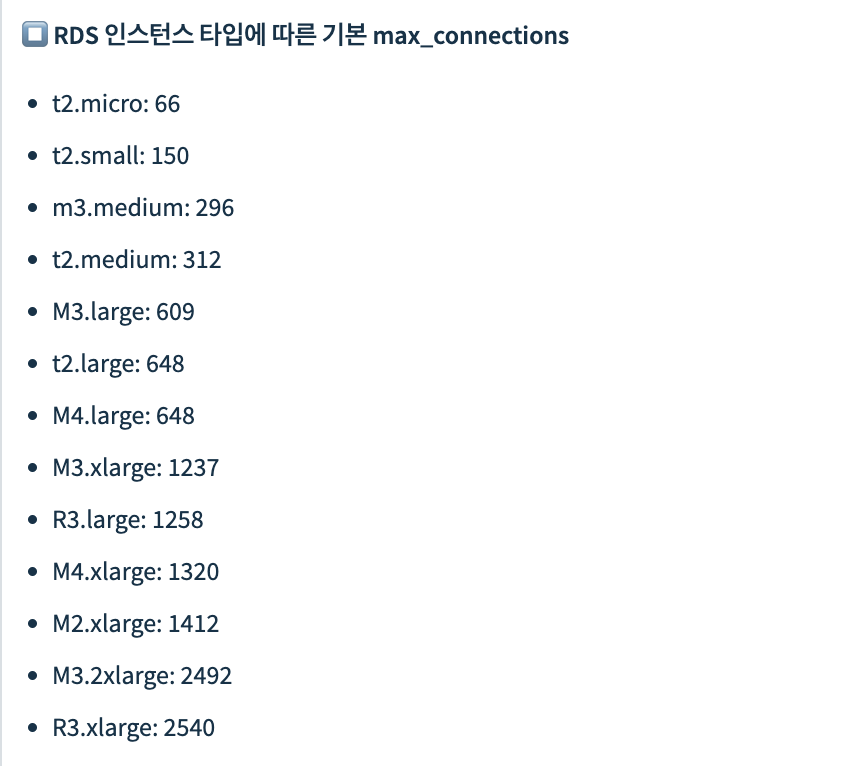 RDS 인스턴스 타입에 따른 기본 max_connections
• t2.micro: 66
• t2.small: 150
• m3.medium: 296
• t2.medium: 312
• M3.large: 609
• t2.large: 648
• M4.large: 648
• M3.xlarge: 1237
• R3.large: 1258
• M4.xlarge: 1320
• M2.xlarge: 1412
• M3.2xlarge: 2492
• R3.xlarge: 2540